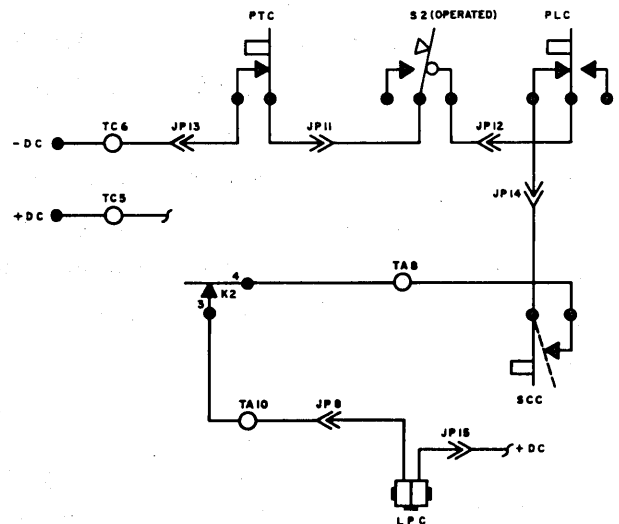 PTC
S2 (OPERATED)
PLC
-DC
TC6
JP13
JP11
JP12
+DC
TC5
JP14
4
TA8
3
K2
SCC
TA10
JP8
JP15
+DC
LPC